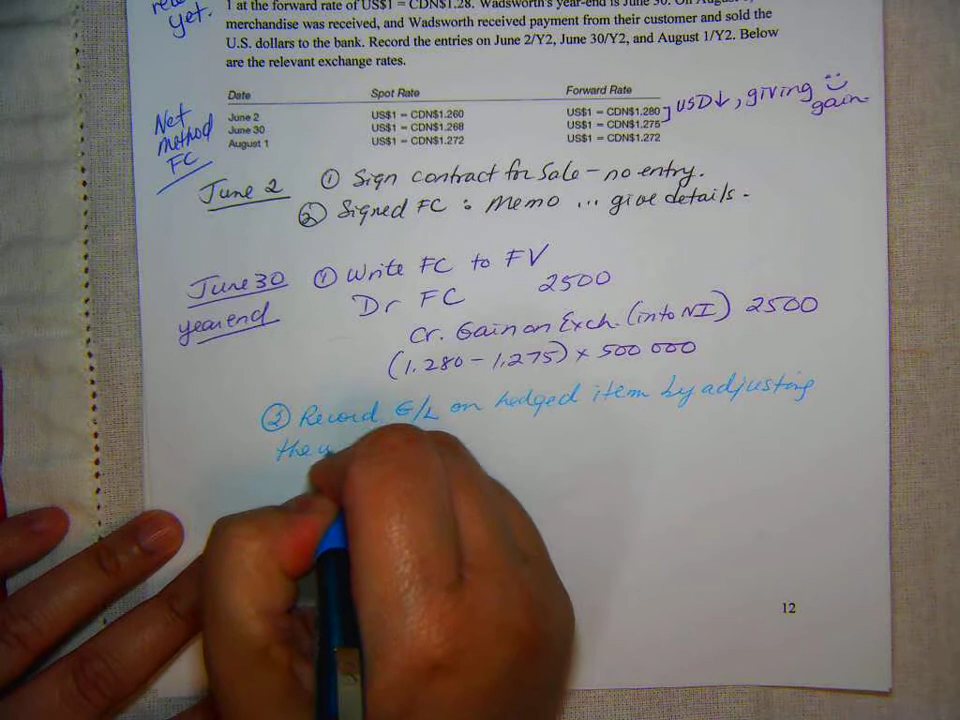 yet.
1 at the forward rate of US$1 = CDN$1.28. Wadsworth's year-end is June 30. On August
merchandise was received, and Wadsworth received payment from their customer and sold the
U.S. dollars to the bank. Record the entries on June 2/Y2, June 30/Y2, and August 1/Y2. Below
are the relevant exchange rates.
Date Spot Rate Forward Rate
June 2 US$1 = CDN$1.260 US$1 = CDN$1.280
June 30 US$1 = CDN$1.268 US$1 = CDN$1.275
August 1 US$1 = CDN$1.272 US$1 = CDN$1.272
USD↓, giving
gain
Net
Method
FC
June 2 ① Sign contract for Sale - no entry.
② Signed FC : Memo ... give details -
June 30 ① Write FC to FV
year end Dr FC 2500
Cr. Gain on Exch. (into NI) 2500
(1.280 - 1.275) × 500 000
② Record G/L on hedged item by adjusting
the
12